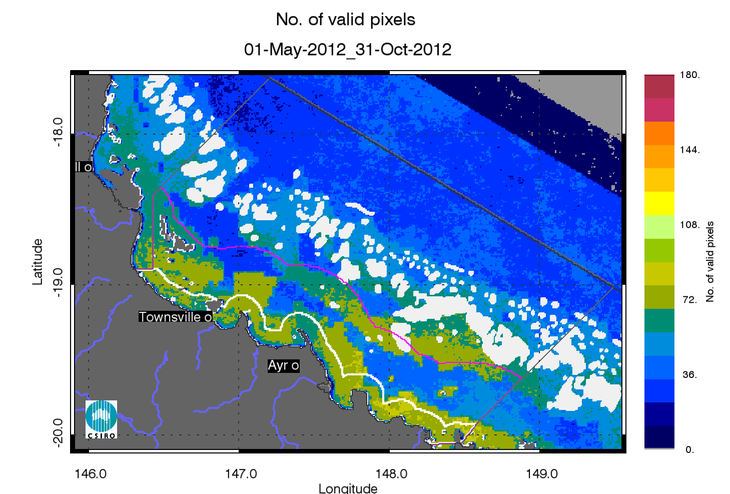 No. of valid pixels
01-May-2012_31-Oct-2012
180.
144.
108.
72.
36.
0.
No. of valid pixels
-18.0
-19.0
-20.0
Latitude
ll o
Townsville o
Ayr o
CSIRO
146.0 147.0 148.0 149.0
Longitude